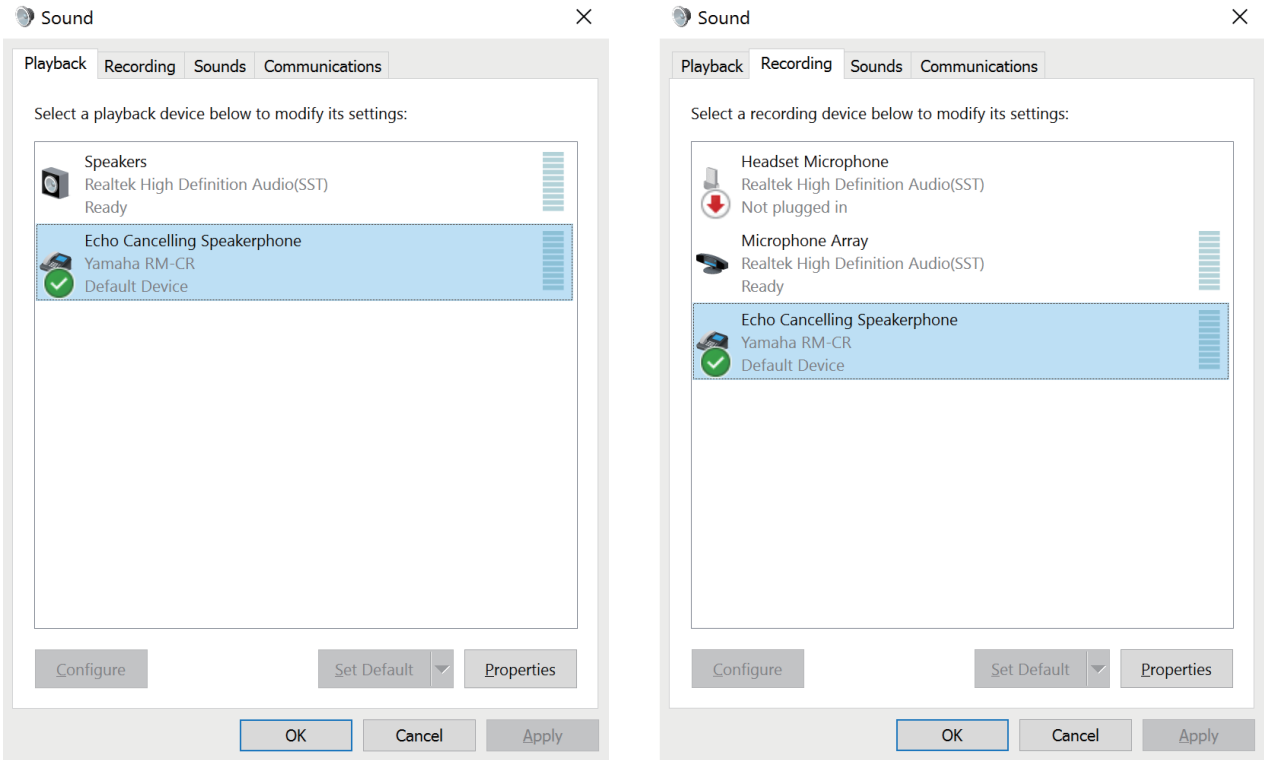 Sound
Playback Recording Sounds Communications
Select a playback device below to modify its settings:
Speakers
Realtek High Definition Audio(SST)
Ready
Echo Cancelling Speakerphone
Yamaha RM-CR
Default Device
Configure Set Default Properties
OK Cancel Apply
Sound
Playback Recording Sounds Communications
Select a recording device below to modify its settings:
Headset Microphone
Realtek High Definition Audio(SST)
Not plugged in
Microphone Array
Realtek High Definition Audio(SST)
Ready
Echo Cancelling Speakerphone
Yamaha RM-CR
Default Device
Configure Set Default Properties
OK Cancel Apply